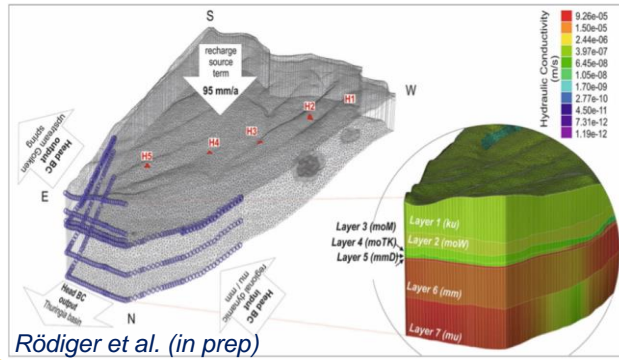 S
recharge
source
term
95 mm/a
W
H1
H2
H3
H4
H5
Head BC
output
upstream Golken
spring
E
Head BC
output
Thuringia basin
N
Head BC
input
regional dynamic
mu / mm
Hydraulic Conductivity
[m/s]
9.26e-05
1.50e-05
2.44e-06
3.97e-07
6.45e-08
1.05e-08
1.70e-09
2.77e-10
4.50e-11
7.31e-12
1.19e-12
Layer 1 (ku)
Layer 2 (moW)
Layer 3 (moM)
Layer 4 (moTK)
Layer 5 (mmD)
Layer 6 (mm)
Layer 7 (mu)
Rödiger et al. (in prep)